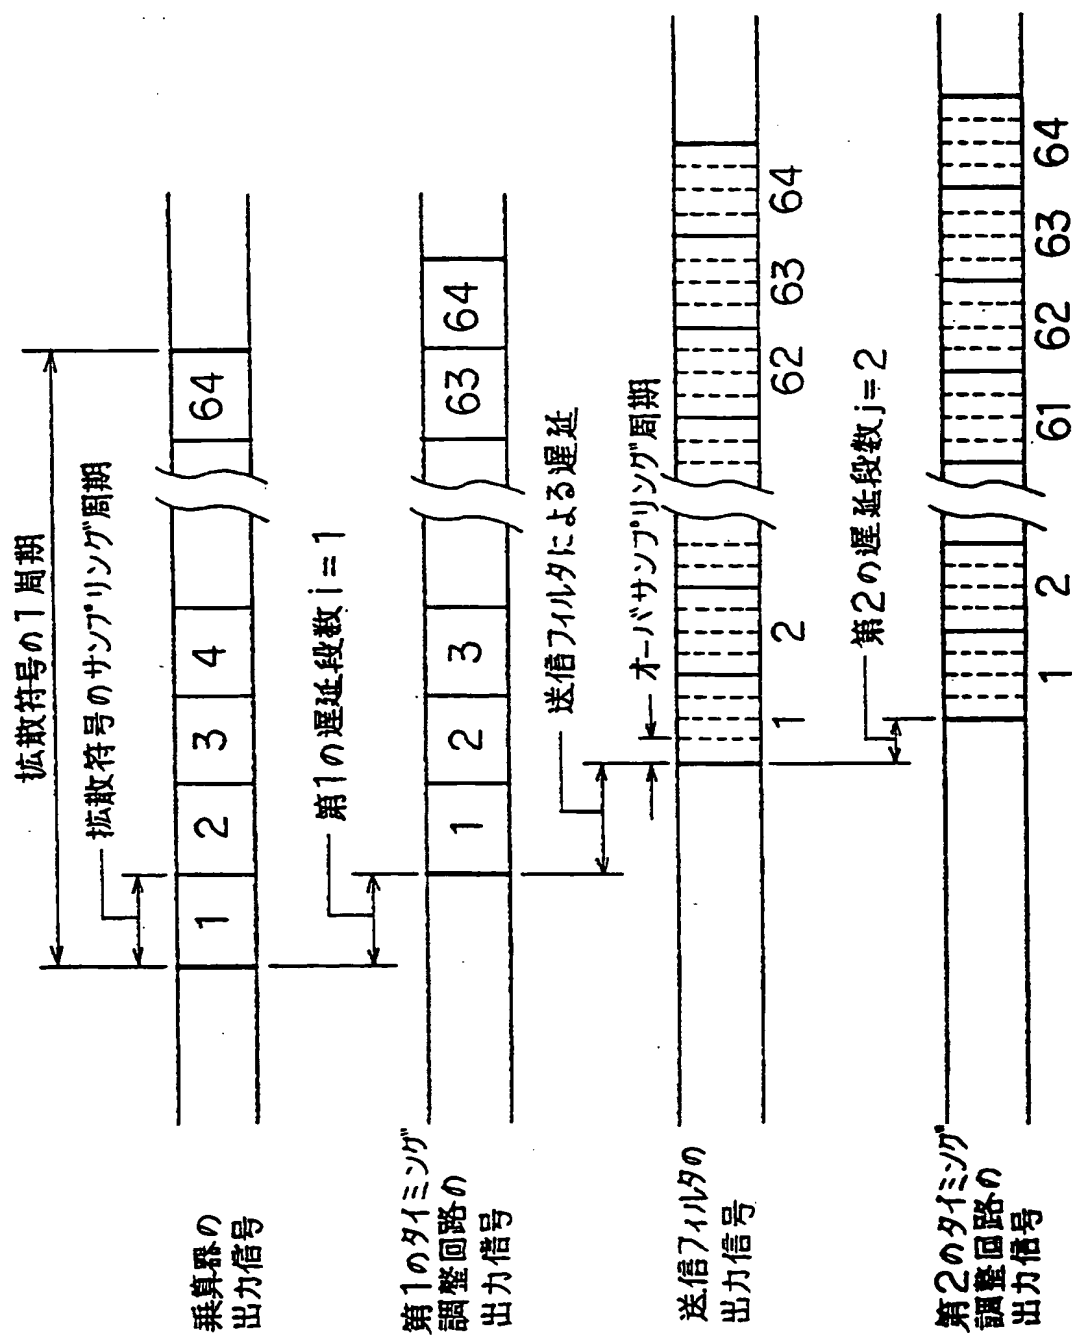 拡散符号の1周期
拡散符号のサンプリング周期
乗算器の
出力信号
1
2
3
4
64
第1の遅延段数i=1
第1のタイミング
調整回路の
出力信号
1
2
3
63
64
送信フィルタによる遅延
オーバサンプリング周期
送信フィルタの
出力信号
1
2
62
63
64
第2の遅延段数j=2
第2のタイミング
調整回路の
出力信号
1
2
61
62
63
64